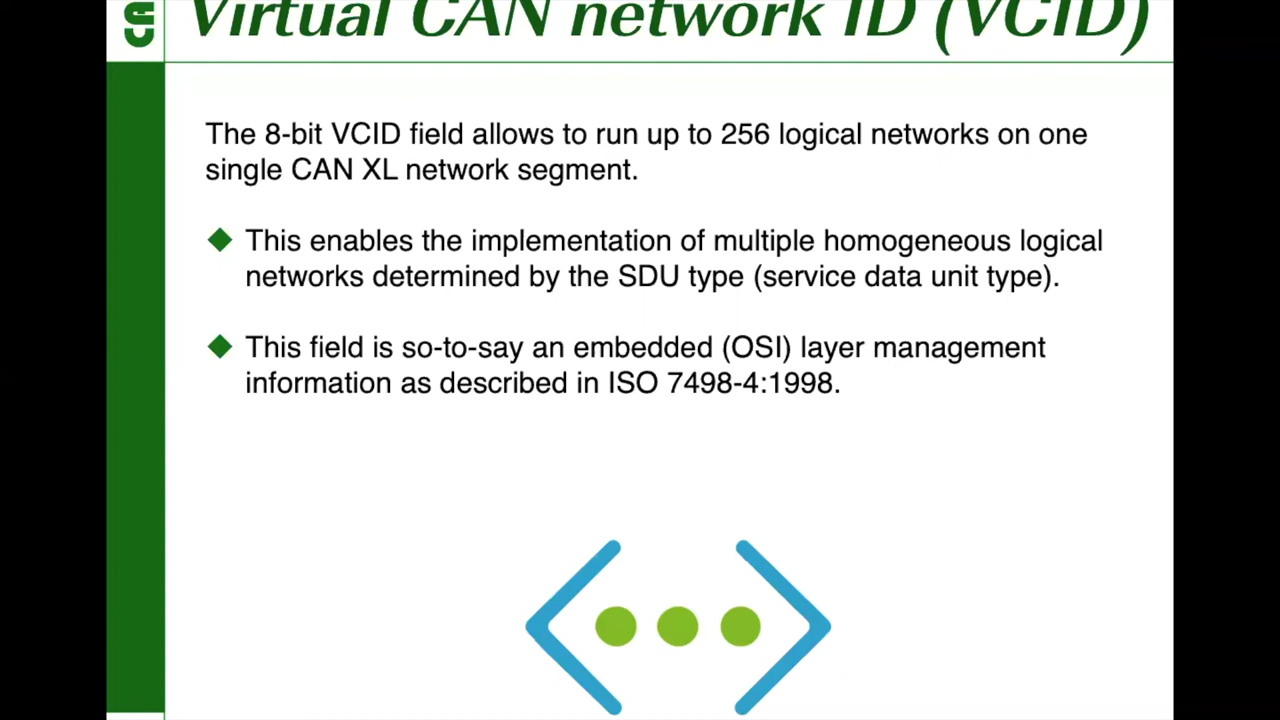 Virtual CAN network ID (VCID)
The 8-bit VCID field allows to run up to 256 logical networks on one
single CAN XL network segment.
This enables the implementation of multiple homogeneous logical
networks determined by the SDU type (service data unit type).
This field is so-to-say an embedded (OSI) layer management
information as described in ISO 7498-4:1998.